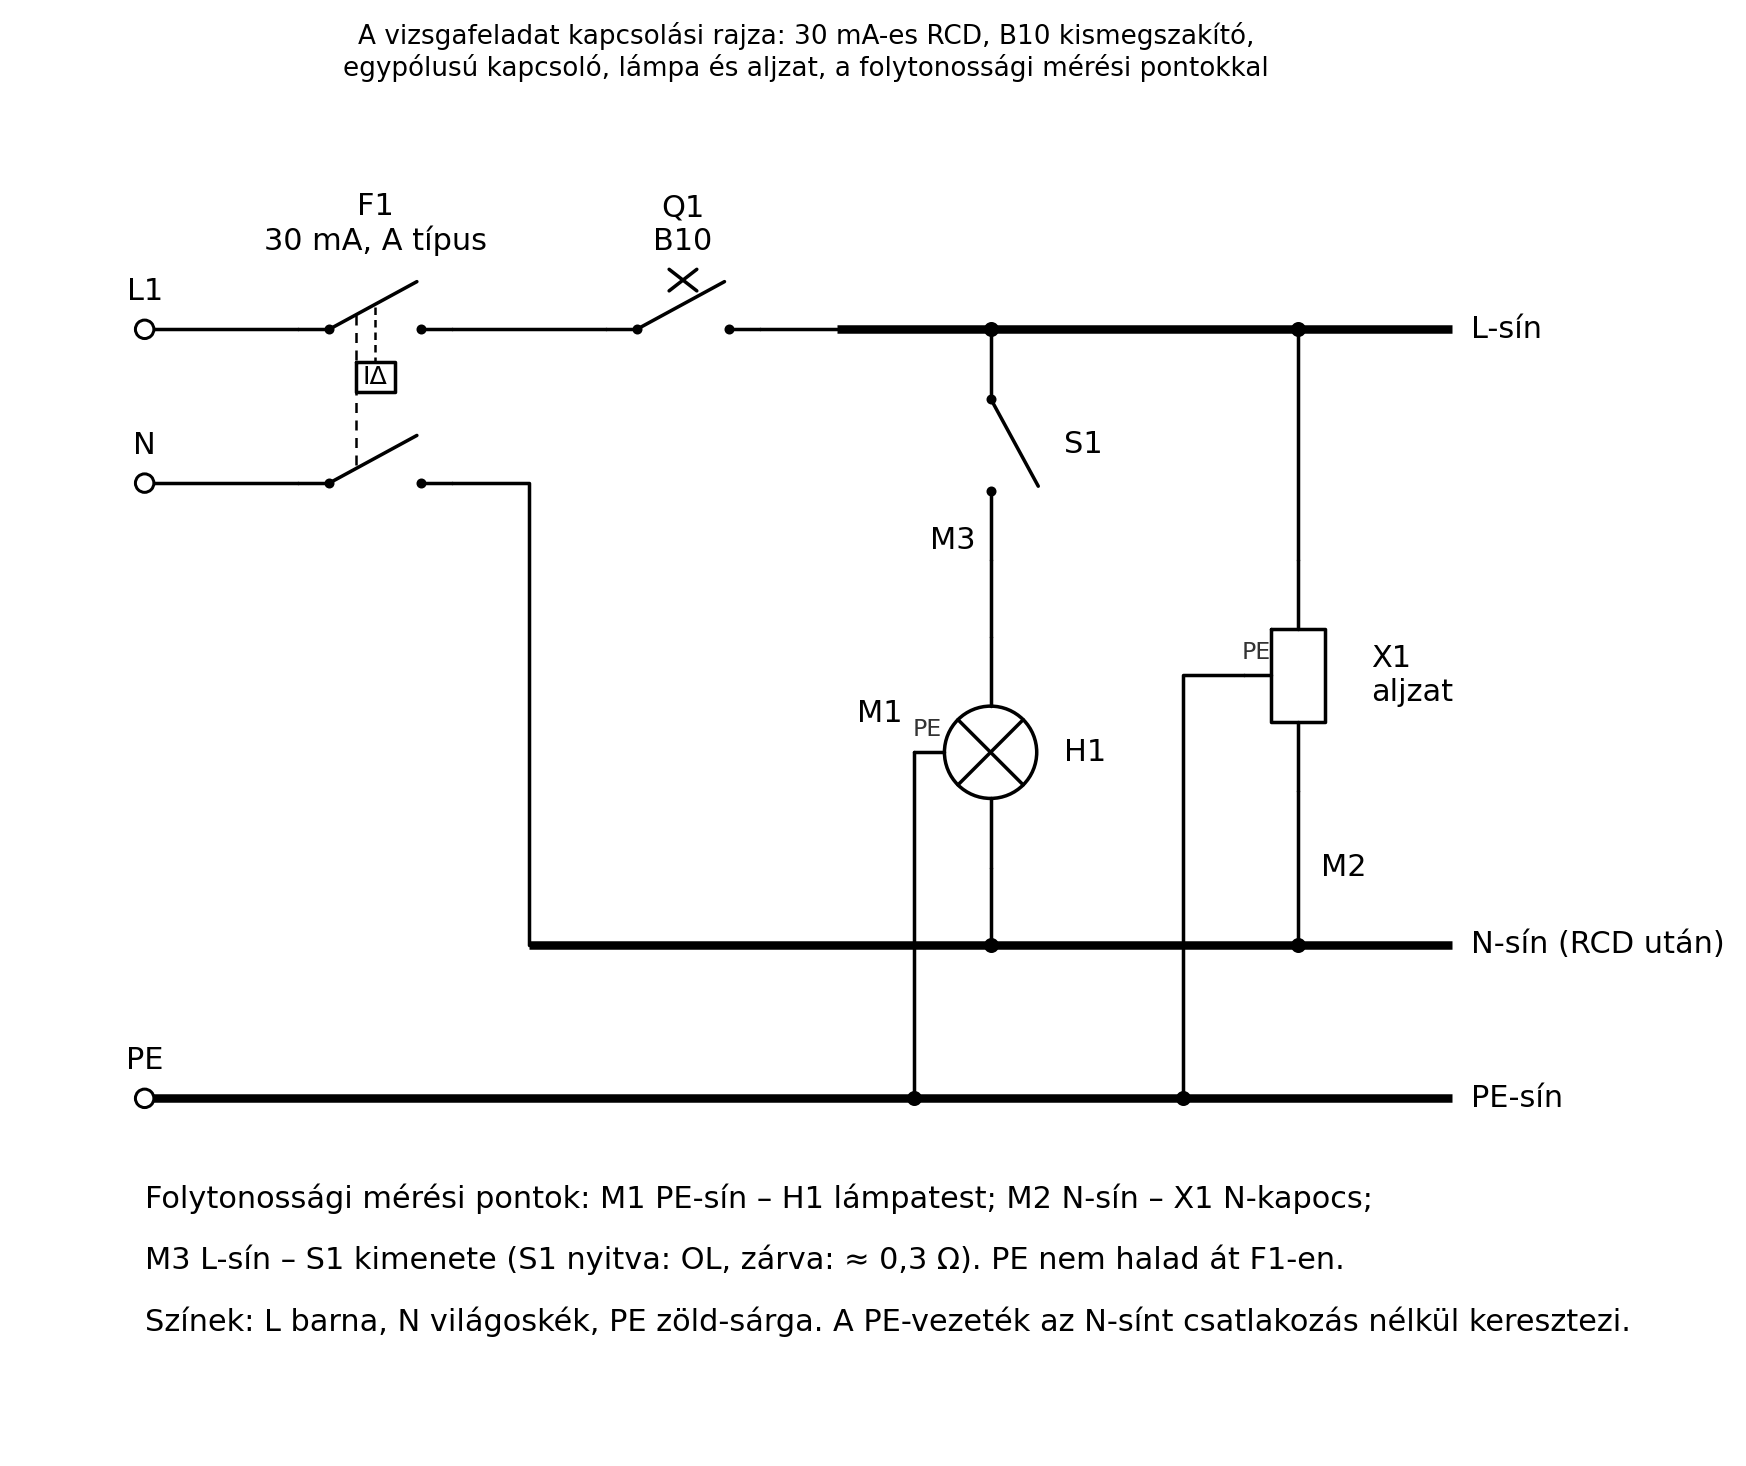 A vizsgafeladat kapcsolási rajza: 30 mA-es RCD, B10 kismegszakító,
egypólusú kapcsoló, lámpa és aljzat, a folytonossági mérési pontokkal
F1
30 mA, A típus
Q1
B10
L1
L-sín
IΔ
N
S1
M3
PE
X1
aljzat
M1
PE
H1
M2
N-sín (RCD után)
PE
PE-sín
Folytonossági mérési pontok: M1 PE-sín – H1 lámpatest; M2 N-sín – X1 N-kapocs;
M3 L-sín – S1 kimenete (S1 nyitva: OL, zárva: ≈ 0,3 Ω). PE nem halad át F1-en.
Színek: L barna, N világoskék, PE zöld-sárga. A PE-vezeték az N-sínt csatlakozás nélkül keresztezi.